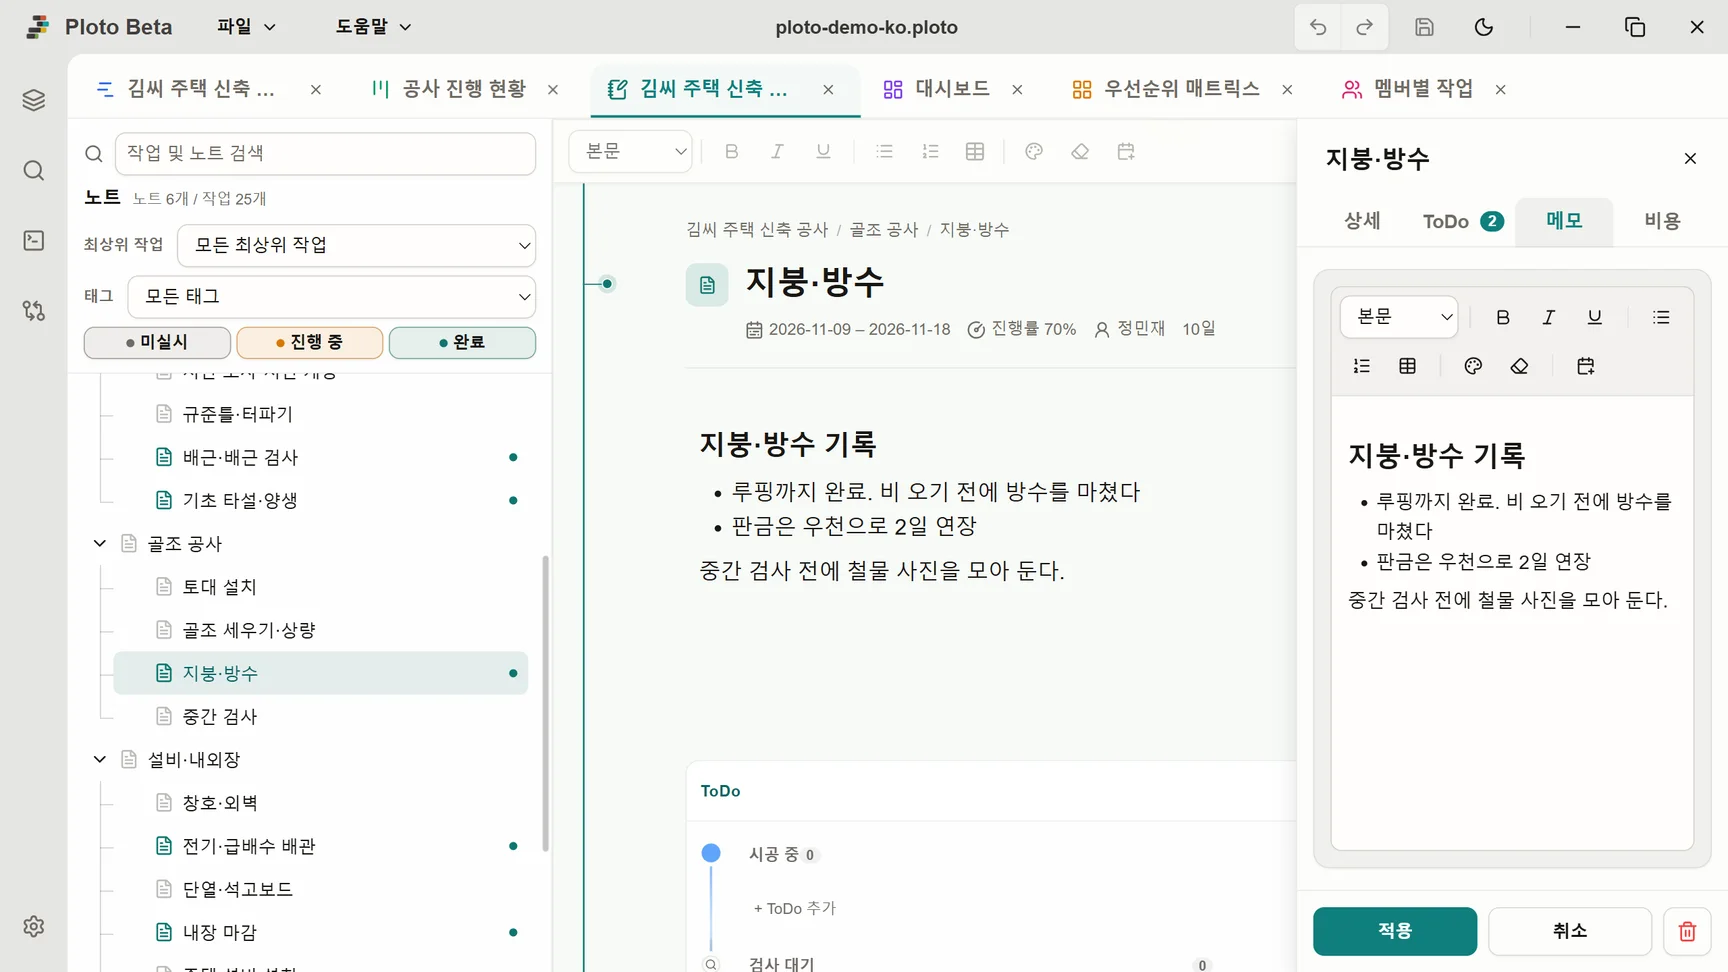 Ploto Beta
파일
도움말
ploto-demo-ko.ploto
김씨 주택 신축 ...
공사 진행 현황
김씨 주택 신축 ...
대시보드
우선순위 매트릭스
멤버별 작업
작업 및 노트 검색
노트 노트 6개 / 작업 25개
최상위 작업 모든 최상위 작업
태그 모든 태그
미실시 진행 중 완료
규준틀·터파기
배근·배근 검사
기초 타설·양생
골조 공사
토대 설치
골조 세우기·상량
지붕·방수
중간 검사
설비·내외장
창호·외벽
전기·급배수 배관
단열·석고보드
내장 마감
본문
김씨 주택 신축 공사 / 골조 공사 / 지붕·방수
지붕·방수
2026-11-09 – 2026-11-18 진행률 70% 정민재 10일
지붕·방수 기록
• 루핑까지 완료. 비 오기 전에 방수를 마쳤다
• 판금은 우천으로 2일 연장
중간 검사 전에 철물 사진을 모아 둔다.
ToDo
시공 중 0
+ ToDo 추가
검사 대기 0
지붕·방수
상세 ToDo 2 메모 비용
본문
지붕·방수 기록
• 루핑까지 완료. 비 오기 전에 방수를
마쳤다
• 판금은 우천으로 2일 연장
중간 검사 전에 철물 사진을 모아 둔다.
적용 취소